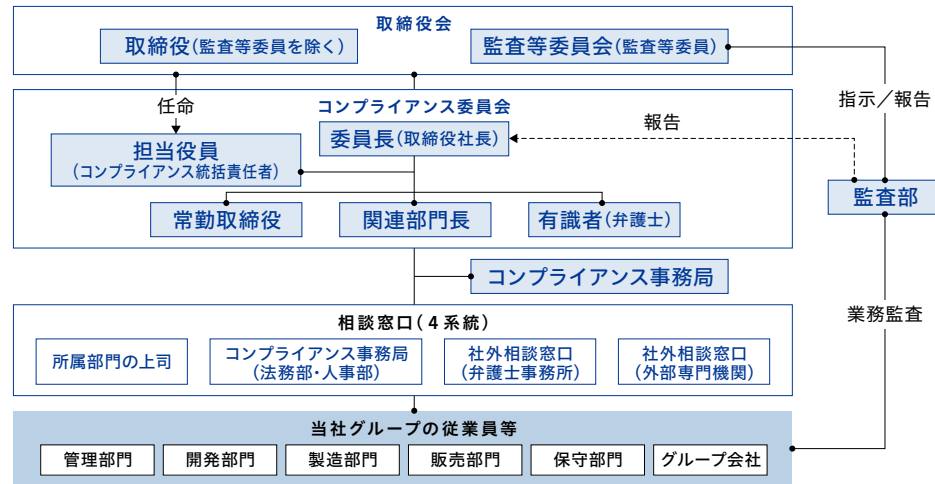 取締役会
取締役(監査等委員を除く)
監査等委員会(監査等委員)
任命
指示／報告
コンプライアンス委員会
委員長(取締役社長)
報告
担当役員
(コンプライアンス統括責任者)
監査部
常勤取締役
関連部門長
有識者(弁護士)
コンプライアンス事務局
業務監査
相談窓口(4系統)
所属部門の上司
コンプライアンス事務局
(法務部・人事部)
社外相談窓口
(弁護士事務所)
社外相談窓口
(外部専門機関)
当社グループの従業員等
管理部門
開発部門
製造部門
販売部門
保守部門
グループ会社